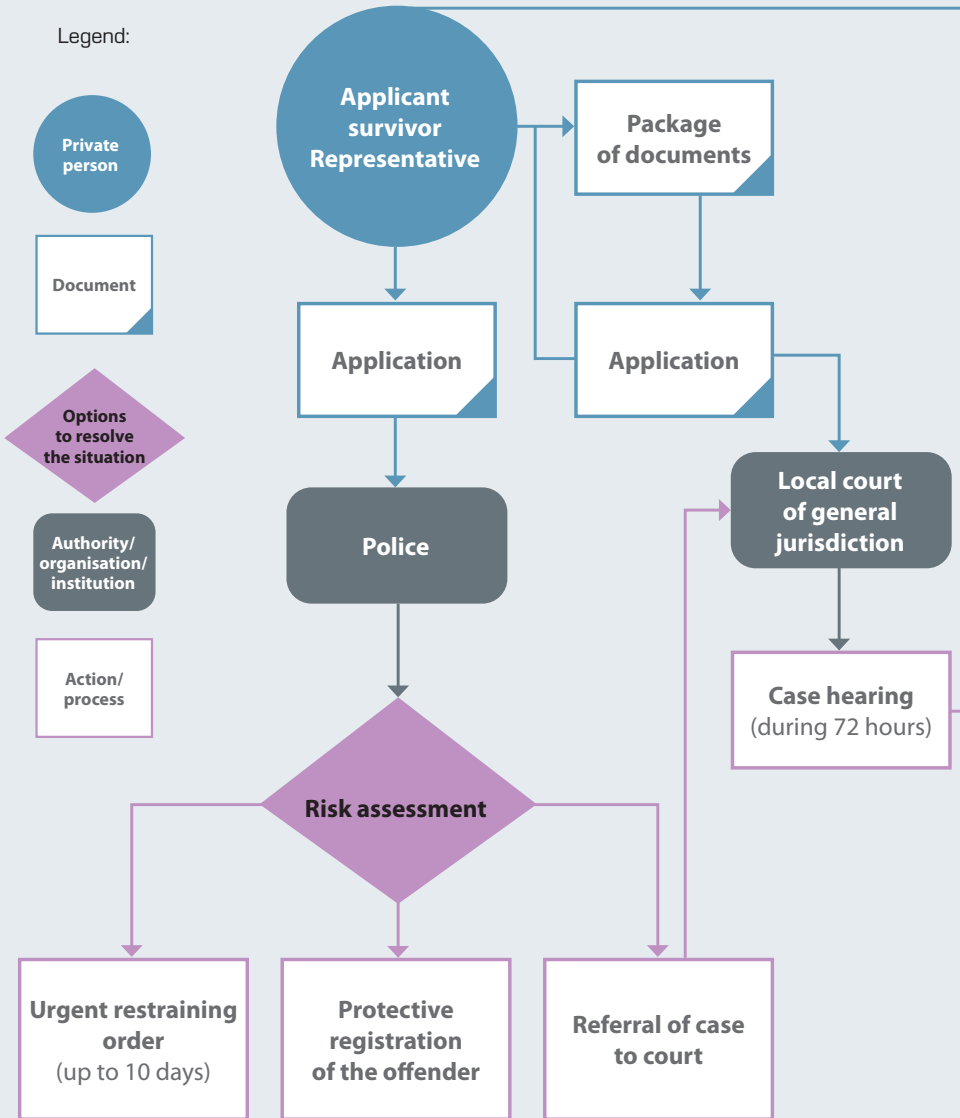 Legend:
Private
person
Document
Options
to resolve
the situation
Authority/
organisation/
institution
Action/
process
Applicant
survivor
Representative
Package
of documents
Application
Application
Police
Local court
of general
jurisdiction
Case hearing
(during 72 hours)
Risk assessment
Urgent restraining
order
(up to 10 days)
Protective
registration
of the offender
Referral of case
to court